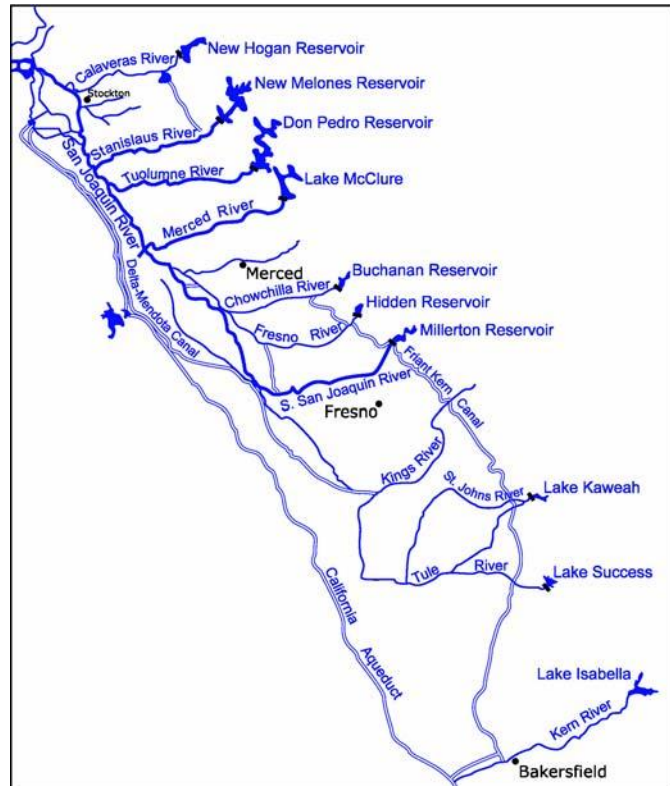 New Hogan Reservoir
Calaveras River
Stockton
New Melones Reservoir
Don Pedro Reservoir
Stanislaus River
San Joaquin River
Tuolumne River
Lake McClure
Merced River
Merced
Delta-Mendota Canal
Buchanan Reservoir
Chowchilla River
Hidden Reservoir
Fresno River
Millerton Reservoir
Friant Kern Canal
S. San Joaquin River
Fresno
Kings River
St. Johns River
Lake Kaweah
Tule River
Lake Success
California Aqueduct
Lake Isabella
Kern River
Bakersfield